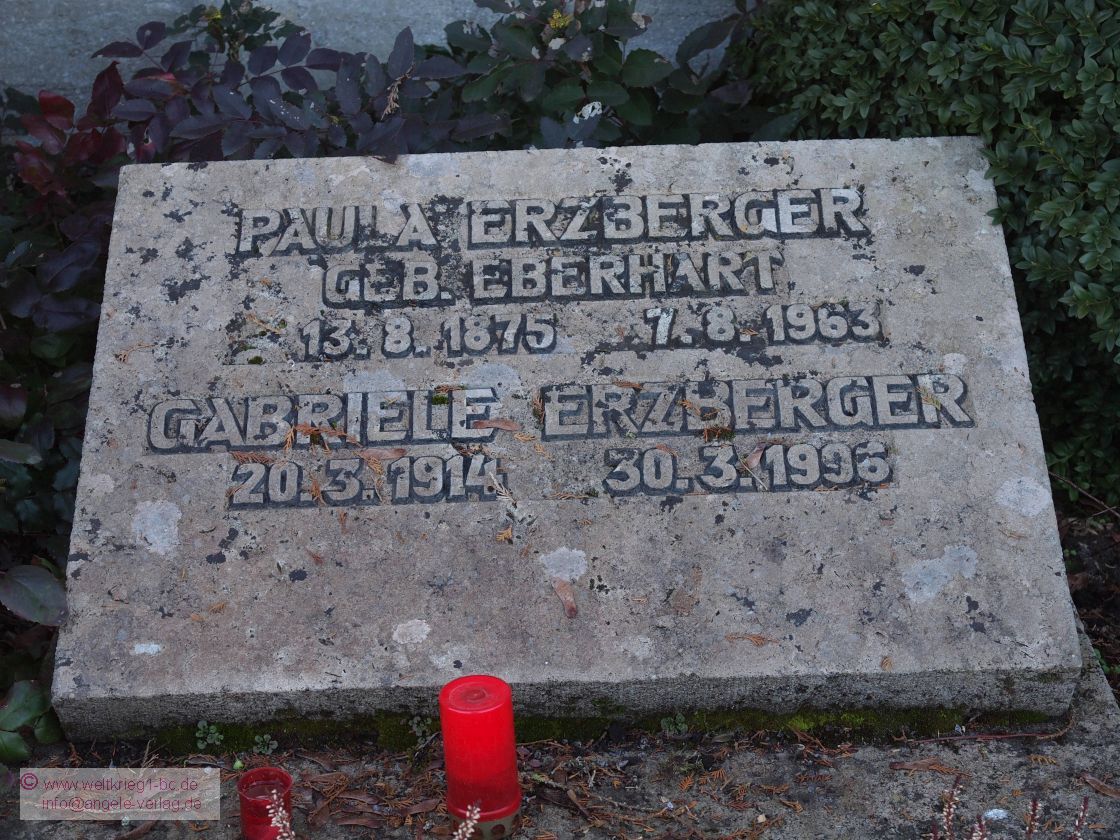 PAULA ERZBERGER
GEB. EBERHART
13. 8. 1875 7. 8. 1963
GABRIELE ERZBERGER
20. 3. 1914 30. 3. 1996
© www.weltkrieg1-bc.de
info@angele-verlag.de